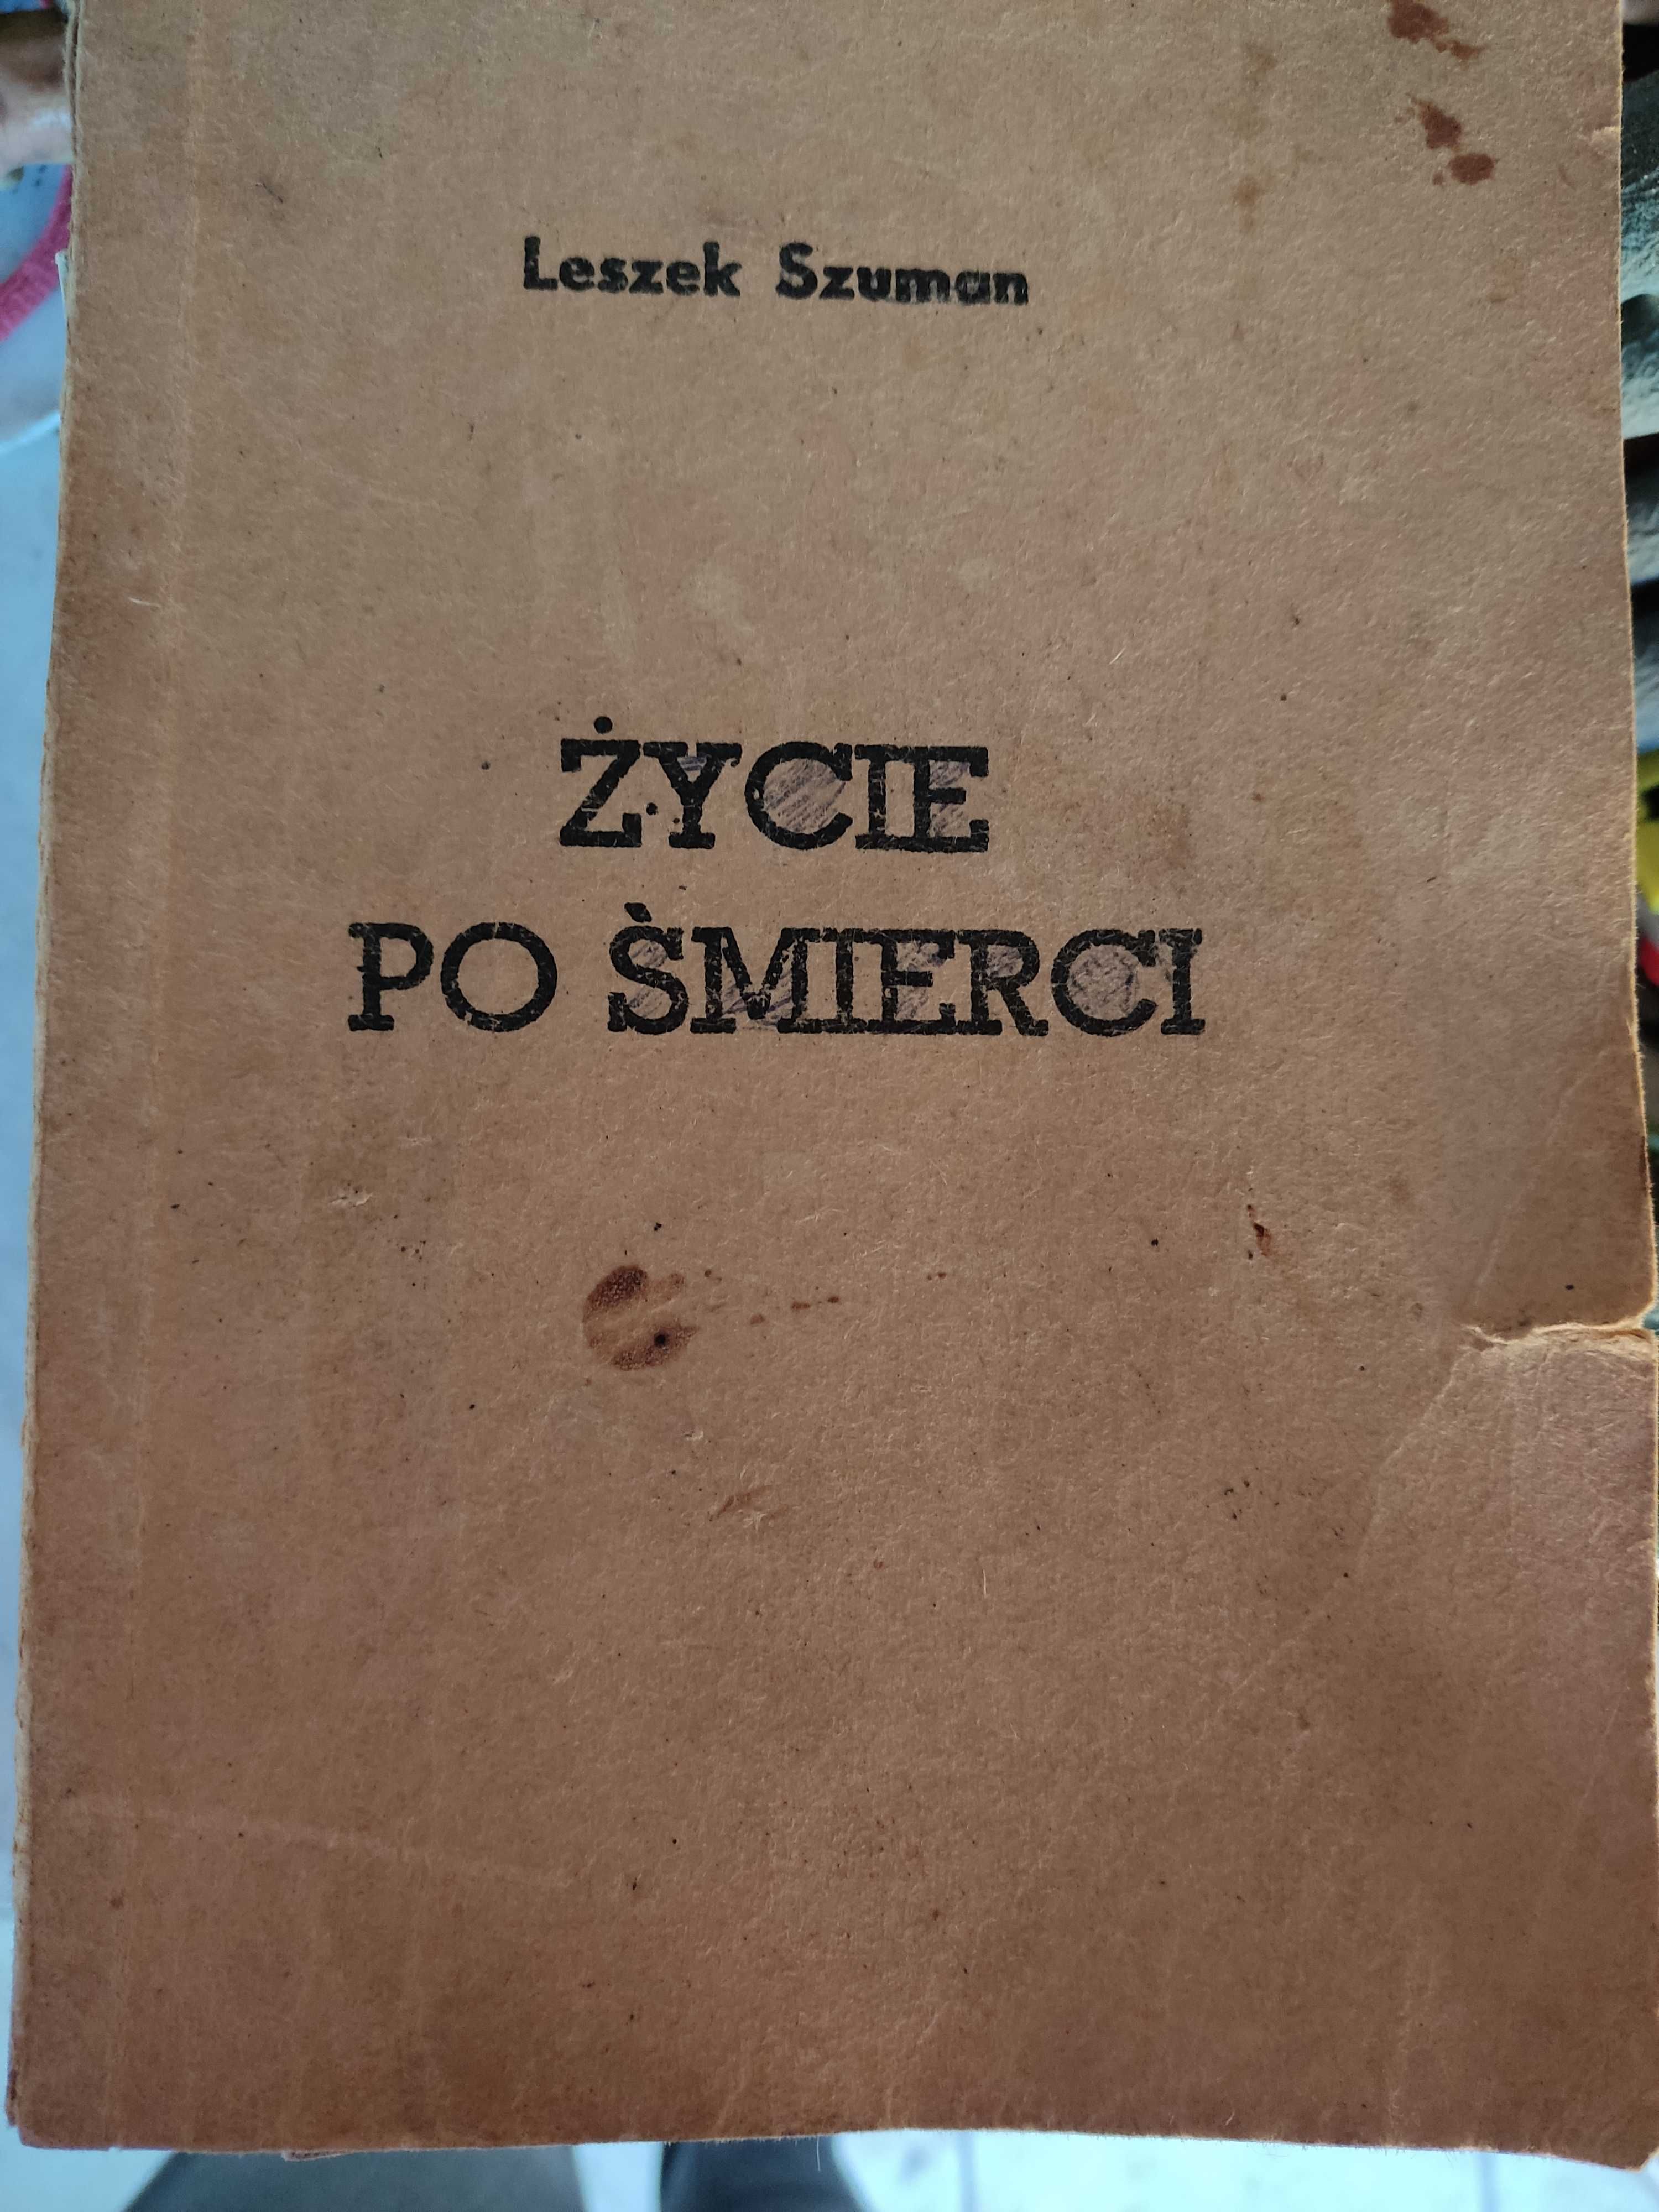 Leszek Szuman
ŻYCIE
PO ŚMIERCI